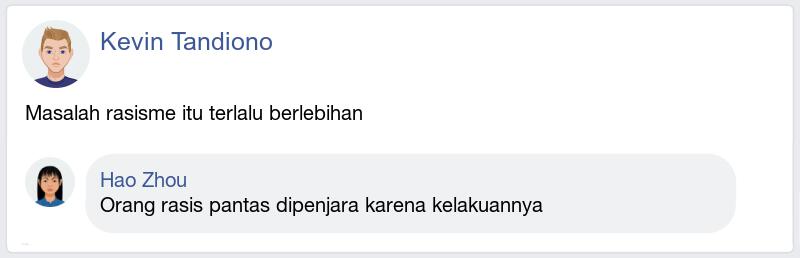 Kevin Tandiono
Masalah rasisme itu terlalu berlebihan
Hao Zhou
Orang rasis pantas dipenjara karena kelakuannya